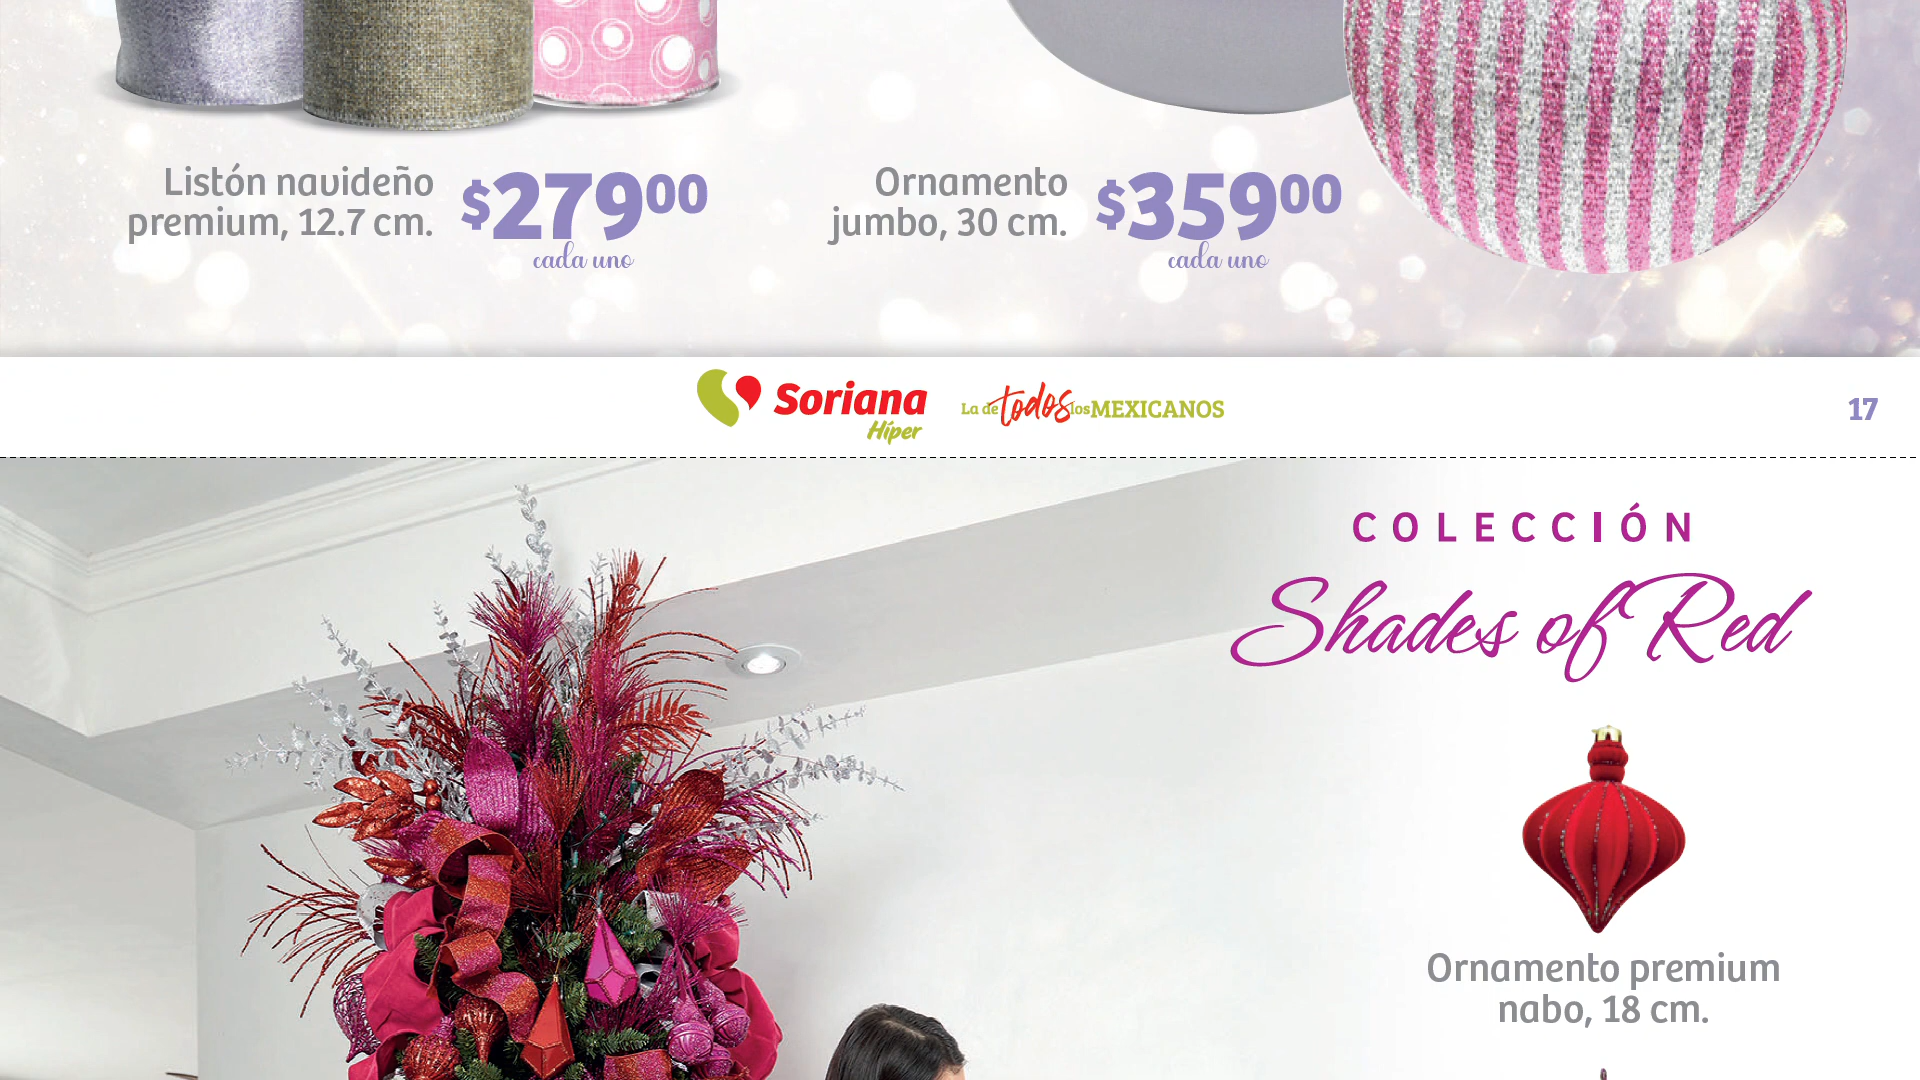 Listón navideño
premium, 12.7 cm.
$27900
cada uno
Ornamento
jumbo, 30 cm.
$35900
cada uno
Soriana
Híper
La de todos los MEXICANOS
17
COLECCIÓN
Shades of Red
Ornamento premium
nabo, 18 cm.